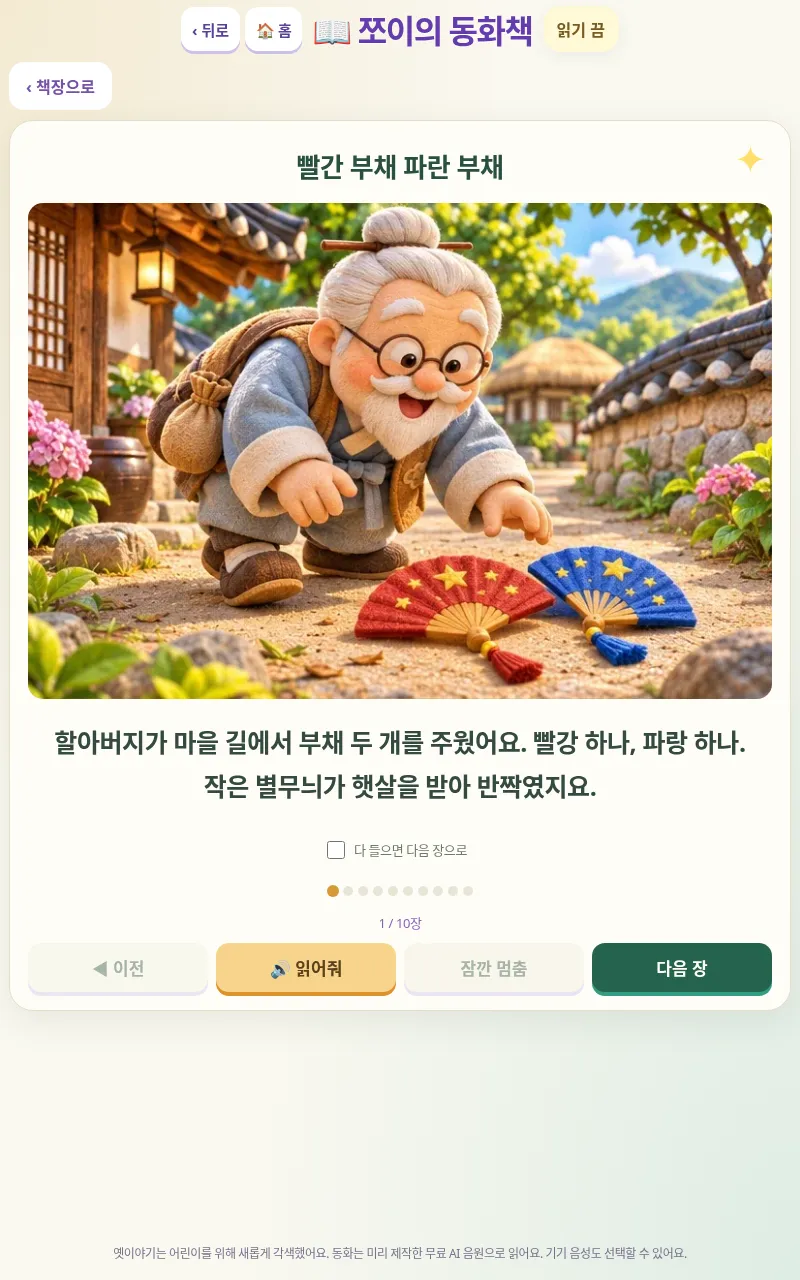 ‹ 뒤로
🏠 홈
📖 쪼이의 동화책
읽기 끝
‹ 책장으로
빨간 부채 파란 부채
할아버지가 마을 길에서 부채 두 개를 주웠어요. 빨강 하나, 파랑 하나.
작은 별무늬가 햇살을 받아 반짝였지요.
다 들으면 다음 장으로
1 / 10장
◀ 이전
🔊 읽어줘
잠깐 멈춤
다음 장
옛이야기는 어린이를 위해 새롭게 각색했어요. 동화는 미리 제작한 무료 AI 음원으로 읽어요. 기기 음성도 선택할 수 있어요.